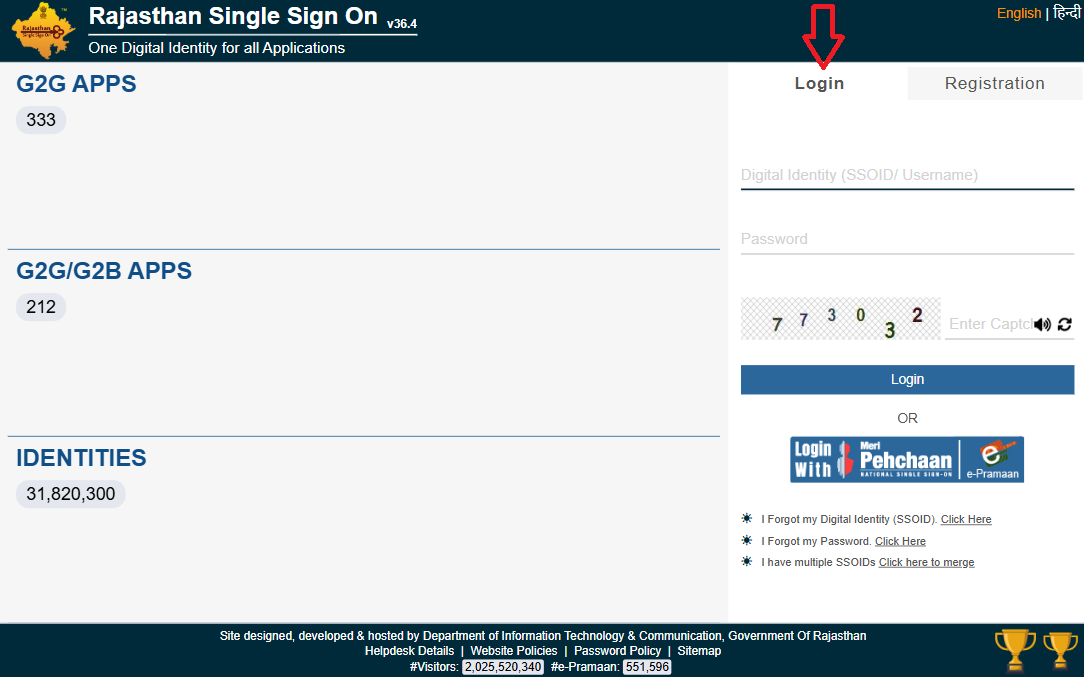 Rajasthan Single Sign On v36.4
One Digital Identity for all Applications
Rajasthan
Single Sign On
English | हिन्दी
G2G APPS
333
G2G/G2B APPS
212
IDENTITIES
31,820,300
Login
Registration
Digital Identity (SSOID/ Username)
Password
7 7 3 0 3 2
Enter Captc
Login
OR
Login With
Meri Pehchaan
NATIONAL SINGLE SIGN-ON
e-Pramaan
I Forgot my Digital Identity (SSOID). Click Here
I Forgot my Password. Click Here
I have multiple SSOIDs Click here to merge
Site designed, developed & hosted by Department of Information Technology & Communication, Government Of Rajasthan
Helpdesk Details | Website Policies | Password Policy | Sitemap
#Visitors: 2,025,520,340 #e-Pramaan: 551,596